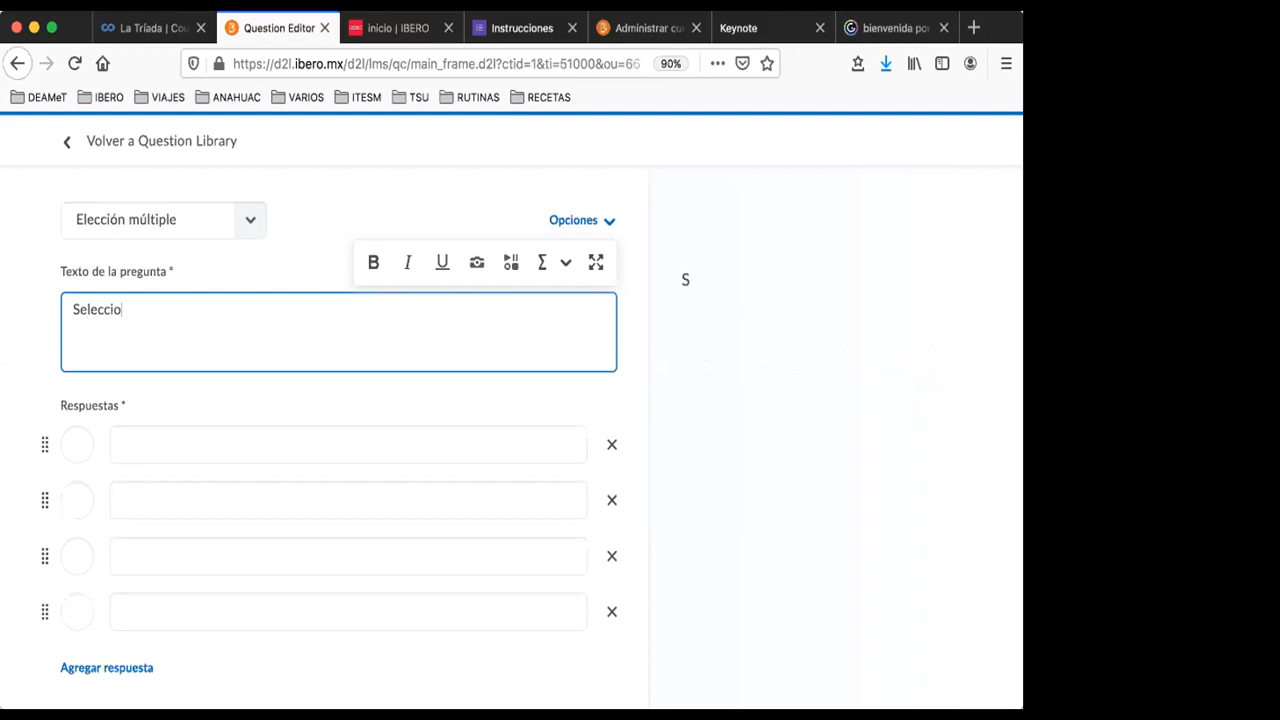 La Tríada | Cou
Question Editor
inicio | IBERO
Instrucciones
Administrar cu
Keynote
bienvenida po
https://d2l.ibero.mx/d2l/lms/qc/main_frame.d2l?ctid=1&ti=51000&ou=66
90%
DEAMeT
IBERO
VIAJES
ANAHUAC
VARIOS
ITESM
TSU
RUTINAS
RECETAS
Volver a Question Library
Elección múltiple
Opciones
B I U Σ
Texto de la pregunta *
Seleccio
S
Respuestas *
Agregar respuesta